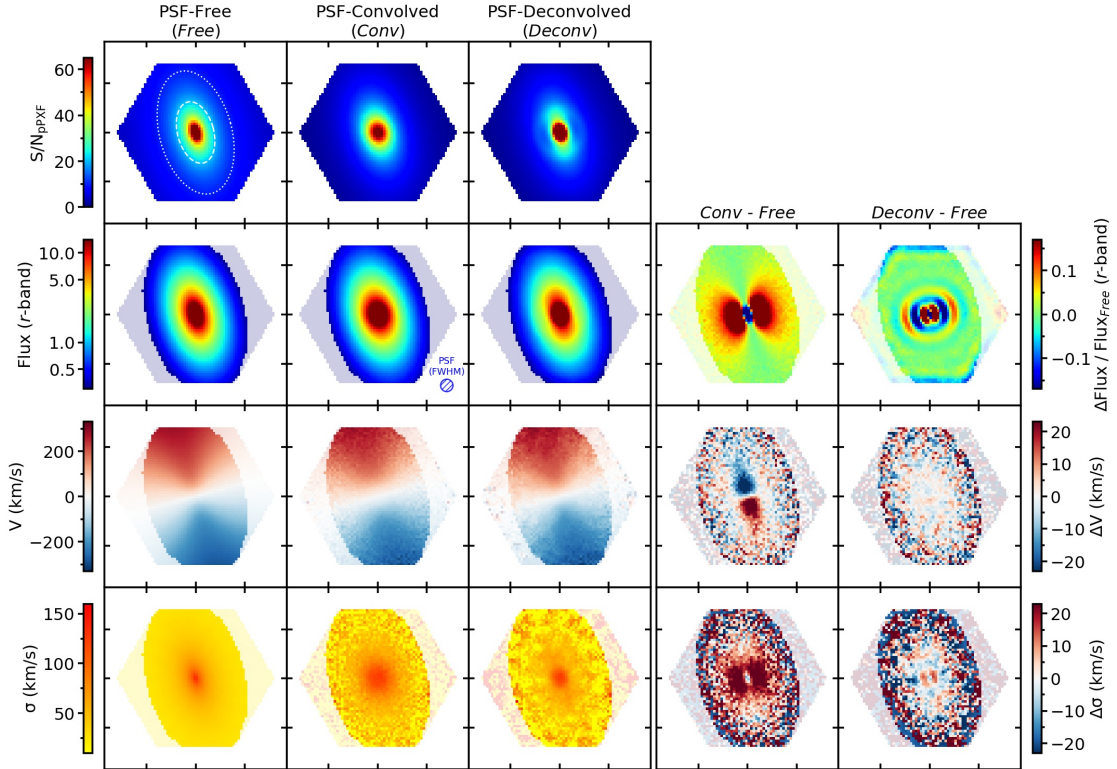 PSF-Free
(Free)
PSF-Convolved
(Conv)
PSF-Deconvolved
(Deconv)
S/N_pPXF
60
40
20
0
Conv - Free
Deconv - Free
Flux (r-band)
10.0
5.0
1.0
0.5
PSF
(FWHM)
0.1
0.0
−0.1
ΔFlux / Flux_Free (r-band)
V (km/s)
200
0
−200
20
10
0
−10
−20
ΔV (km/s)
σ (km/s)
150
100
50
20
10
0
−10
−20
Δσ (km/s)